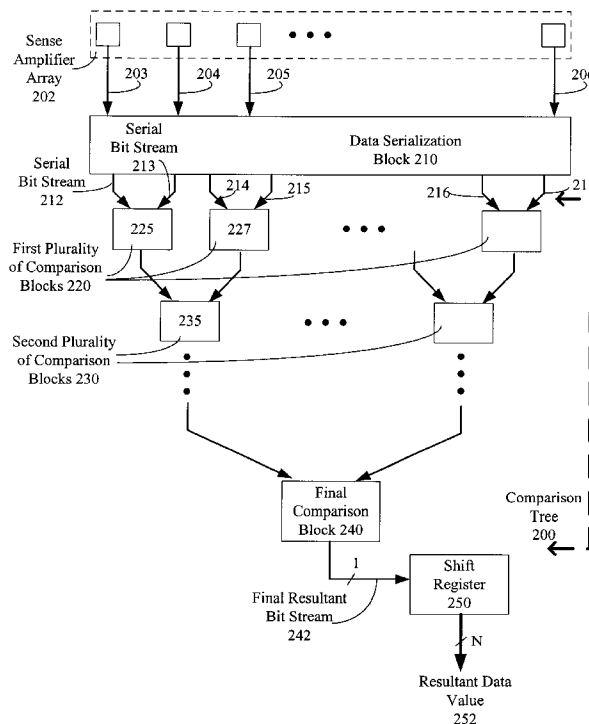 Sense
Amplifier
Array
202
203
204
205
Serial
Bit Stream
213
Data Serialization
Block 210
Serial
Bit Stream
212
214
215
216
225
227
First Plurality
of Comparison
Blocks 220
235
Second Plurality
of Comparison
Blocks 230
Final
Comparison
Block 240
Comparison
Tree
200
1
Shift
Register
250
Final Resultant
Bit Stream
242
N
Resultant Data
Value
252